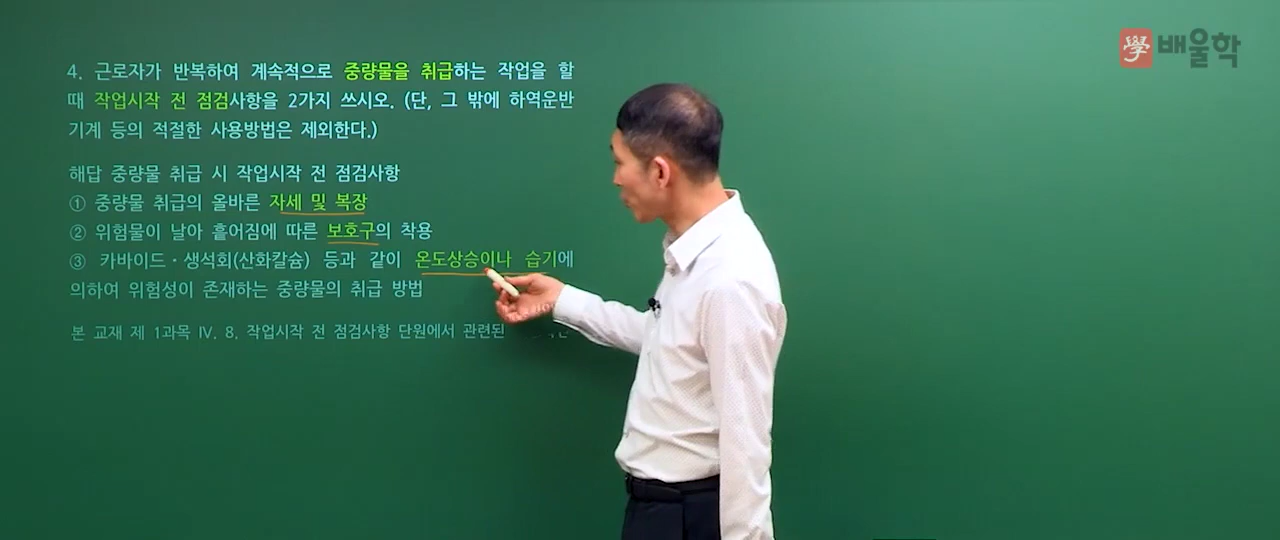 學 배울학
4. 근로자가 반복하여 계속적으로 중량물을 취급하는 작업을 할
때 작업시작 전 점검사항을 2가지 쓰시오. (단, 그 밖에 하역운반
기계 등의 적절한 사용방법은 제외한다.)
해답 중량물 취급 시 작업시작 전 점검사항
① 중량물 취급의 올바른 자세 및 복장
② 위험물이 날아 흩어짐에 따른 보호구의 착용
③ 카바이드·생석회(산화칼슘) 등과 같이 온도상승이나 습기에
의하여 위험성이 존재하는 중량물의 취급 방법
본 교재 제 1과목 Ⅳ. 8. 작업시작 전 점검사항 단원에서 관련된